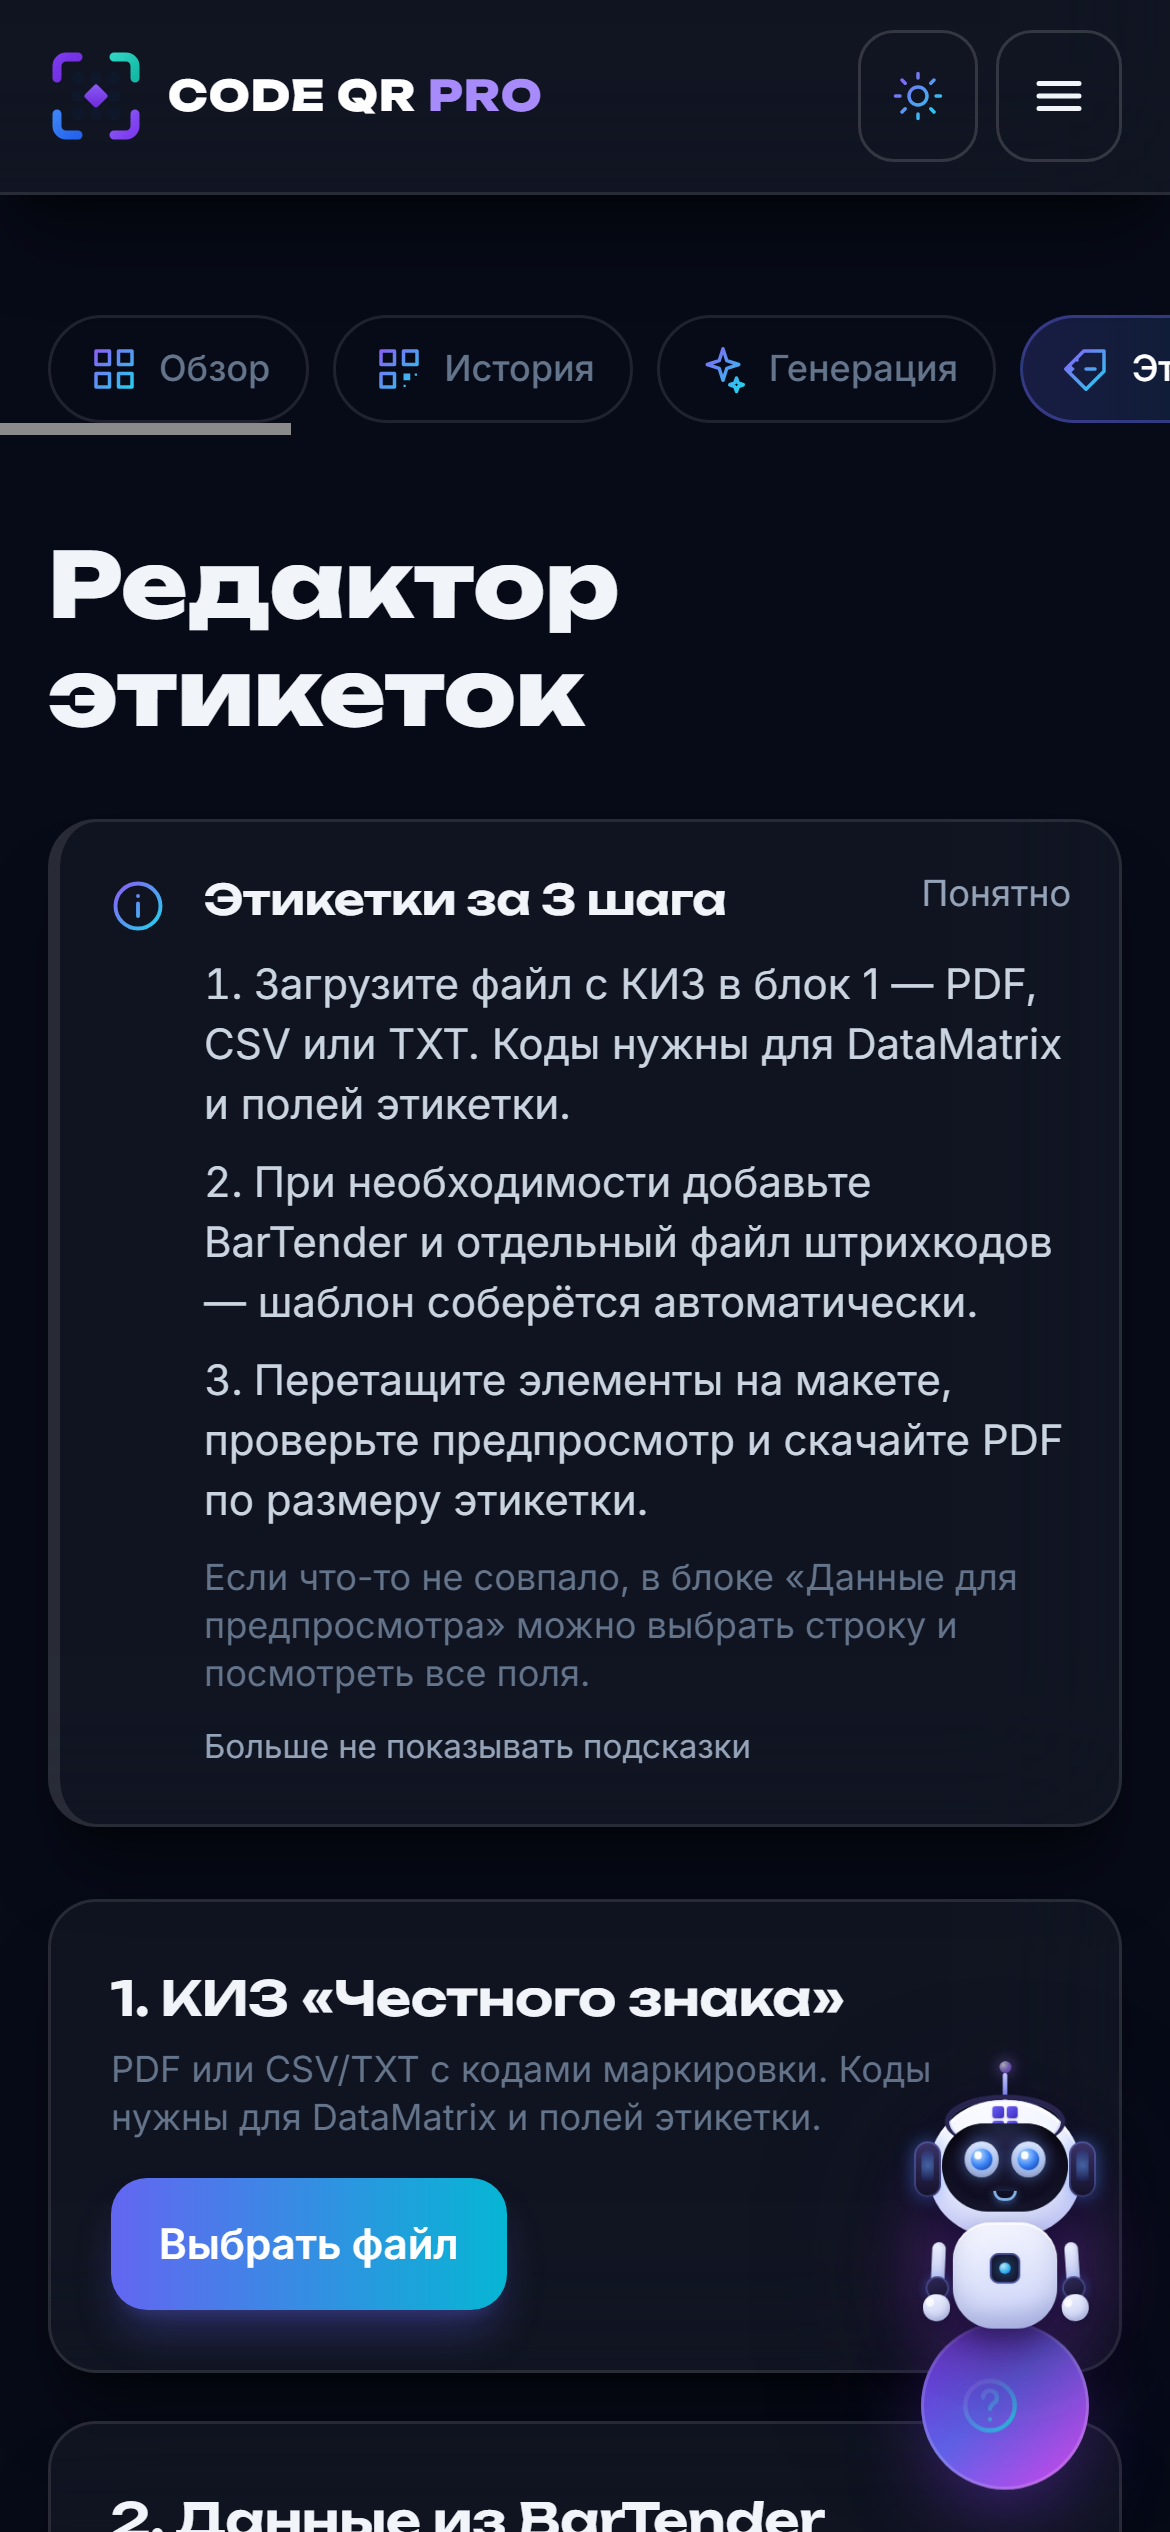 CODE QR PRO
Обзор
История
Генерация
Эт
Редактор
этикеток
Этикетки за 3 шага
Понятно
1. Загрузите файл с КИЗ в блок 1 — PDF,
CSV или TXT. Коды нужны для DataMatrix
и полей этикетки.
2. При необходимости добавьте
BarTender и отдельный файл штрихкодов
— шаблон соберётся автоматически.
3. Перетащите элементы на макете,
проверьте предпросмотр и скачайте PDF
по размеру этикетки.
Если что-то не совпало, в блоке «Данные для
предпросмотра» можно выбрать строку и
посмотреть все поля.
Больше не показывать подсказки
1. КИЗ «Честного знака»
PDF или CSV/TXT с кодами маркировки. Коды
нужны для DataMatrix и полей этикетки.
Выбрать файл
2. Данные из BarTender